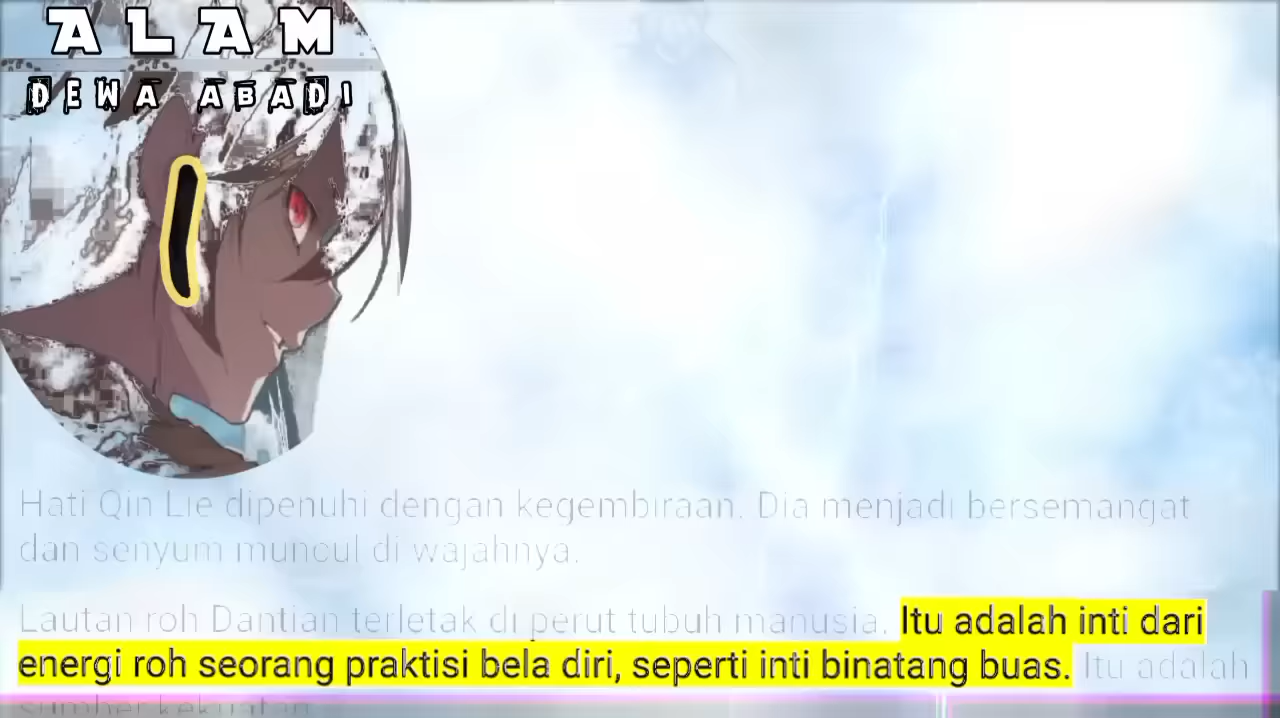 ALAM
DEWA ABADI
Hati Qin Lie dipenuhi dengan kegembiraan. Dia menjadi bersemangat
dan senyum muncul di wajahnya.
Lautan roh Dantian terletak di perut tubuh manusia. Itu adalah inti dari
energi roh seorang praktisi bela diri, seperti inti binatang buas. Itu adalah
sumber kekuatan